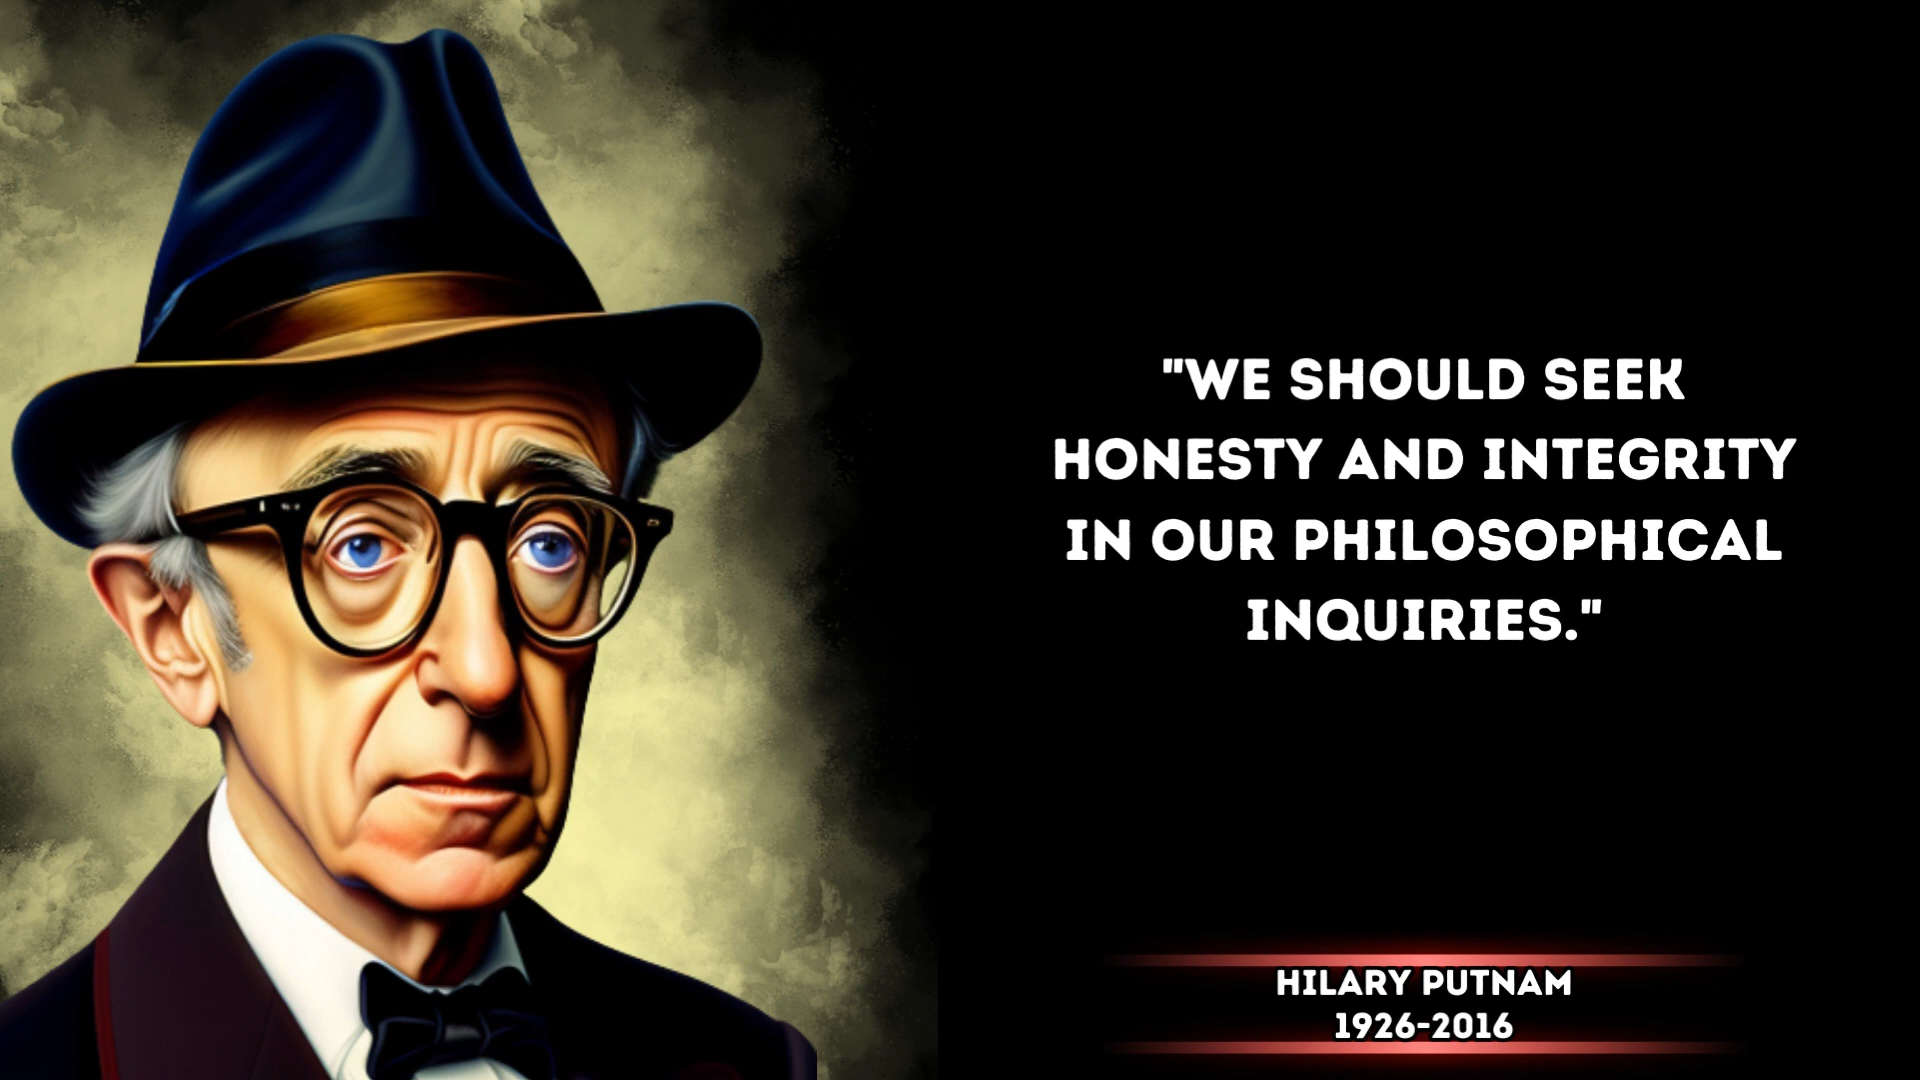 "WE SHOULD SEEK
HONESTY AND INTEGRITY
IN OUR PHILOSOPHICAL
INQUIRIES."
HILARY PUTNAM
1926-2016